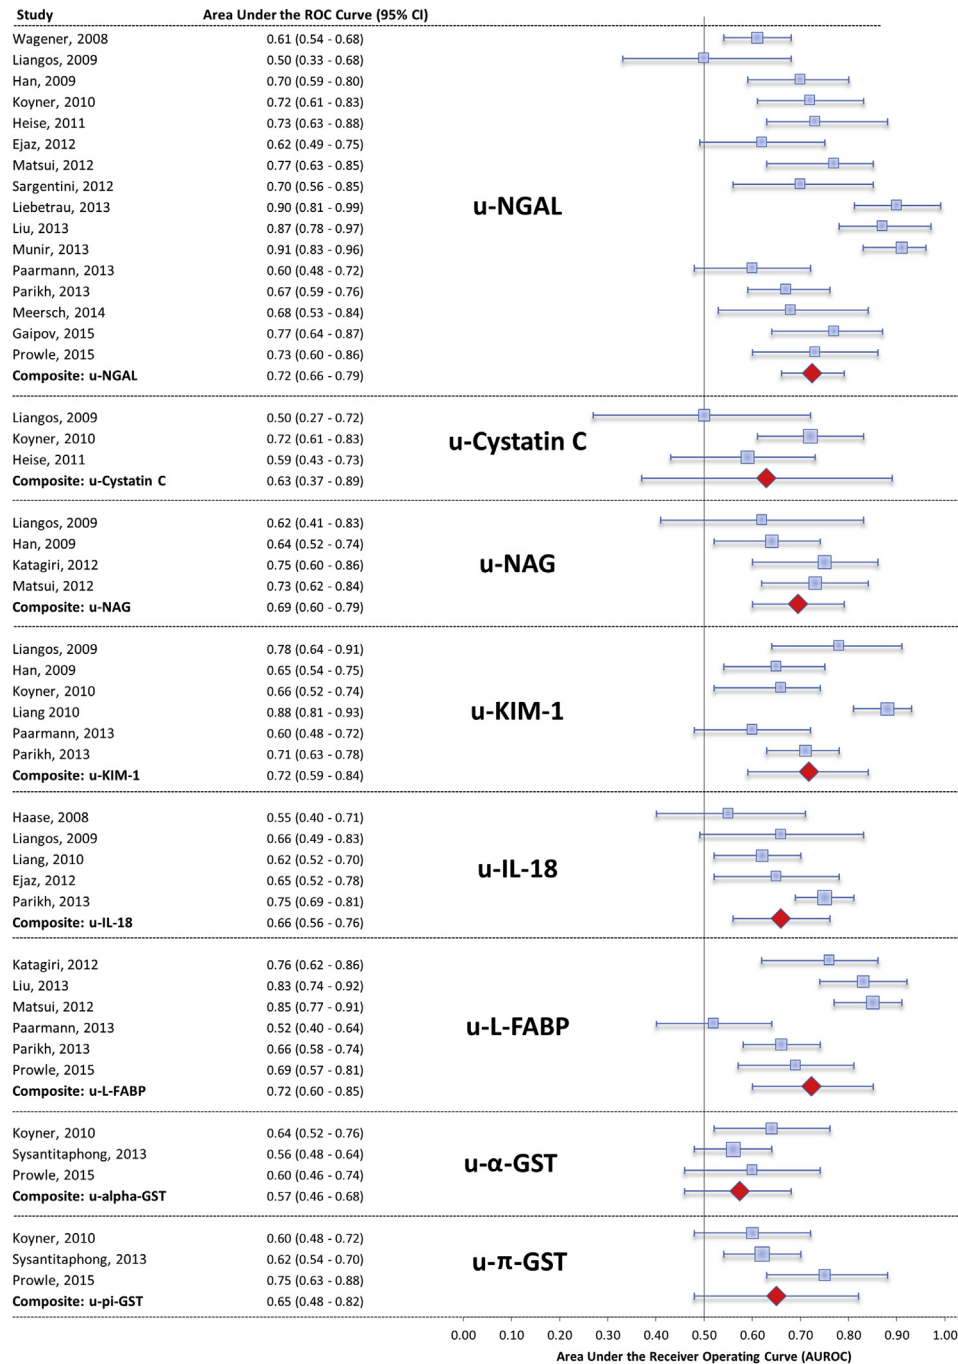 Study Area Under the ROC Curve (95% CI)
Wagener, 2008 0.61 (0.54 - 0.68)
Liangos, 2009 0.50 (0.33 - 0.68)
Han, 2009 0.70 (0.59 - 0.80)
Koyner, 2010 0.72 (0.61 - 0.83)
Heise, 2011 0.73 (0.63 - 0.88)
Ejaz, 2012 0.62 (0.49 - 0.75)
Matsui, 2012 0.77 (0.63 - 0.85)
Sargentini, 2012 0.70 (0.56 - 0.85)
Liebetrau, 2013 0.90 (0.81 - 0.99)
u-NGAL
Liu, 2013 0.87 (0.78 - 0.97)
Munir, 2013 0.91 (0.83 - 0.96)
Paarmann, 2013 0.60 (0.48 - 0.72)
Parikh, 2013 0.67 (0.59 - 0.76)
Meersch, 2014 0.68 (0.53 - 0.84)
Gaipov, 2015 0.77 (0.64 - 0.87)
Prowle, 2015 0.73 (0.60 - 0.86)
Composite: u-NGAL 0.72 (0.66 - 0.79)
Liangos, 2009 0.50 (0.27 - 0.72)
Koyner, 2010 0.72 (0.61 - 0.83)
u-Cystatin C
Heise, 2011 0.59 (0.43 - 0.73)
Composite: u-Cystatin C 0.63 (0.37 - 0.89)
Liangos, 2009 0.62 (0.41 - 0.83)
Han, 2009 0.64 (0.52 - 0.74)
Katagiri, 2012 0.75 (0.60 - 0.86)
u-NAG
Matsui, 2012 0.73 (0.62 - 0.84)
Composite: u-NAG 0.69 (0.60 - 0.79)
Liangos, 2009 0.78 (0.64 - 0.91)
Han, 2009 0.65 (0.54 - 0.75)
Koyner, 2010 0.66 (0.52 - 0.74)
Liang 2010 0.88 (0.81 - 0.93)
u-KIM-1
Paarmann, 2013 0.60 (0.48 - 0.72)
Parikh, 2013 0.71 (0.63 - 0.78)
Composite: u-KIM-1 0.72 (0.59 - 0.84)
Haase, 2008 0.55 (0.40 - 0.71)
Liangos, 2009 0.66 (0.49 - 0.83)
Liang, 2010 0.62 (0.52 - 0.70)
u-IL-18
Ejaz, 2012 0.65 (0.52 - 0.78)
Parikh, 2013 0.75 (0.69 - 0.81)
Composite: u-IL-18 0.66 (0.56 - 0.76)
Katagiri, 2012 0.76 (0.62 - 0.86)
Liu, 2013 0.83 (0.74 - 0.92)
Matsui, 2012 0.85 (0.77 - 0.91)
Paarmann, 2013 0.52 (0.40 - 0.64)
u-L-FABP
Parikh, 2013 0.66 (0.58 - 0.74)
Prowle, 2015 0.69 (0.57 - 0.81)
Composite: u-L-FABP 0.72 (0.60 - 0.85)
Koyner, 2010 0.64 (0.52 - 0.76)
Sysantitaphong, 2013 0.56 (0.48 - 0.64)
u-α-GST
Prowle, 2015 0.60 (0.46 - 0.74)
Composite: u-alpha-GST 0.57 (0.46 - 0.68)
Koyner, 2010 0.60 (0.48 - 0.72)
Sysantitaphong, 2013 0.62 (0.54 - 0.70)
u-π-GST
Prowle, 2015 0.75 (0.63 - 0.88)
Composite: u-pi-GST 0.65 (0.48 - 0.82)
0.00 0.10 0.20 0.30 0.40 0.50 0.60 0.70 0.80 0.90 1.00
Area Under the Receiver Operating Curve (AUROC)